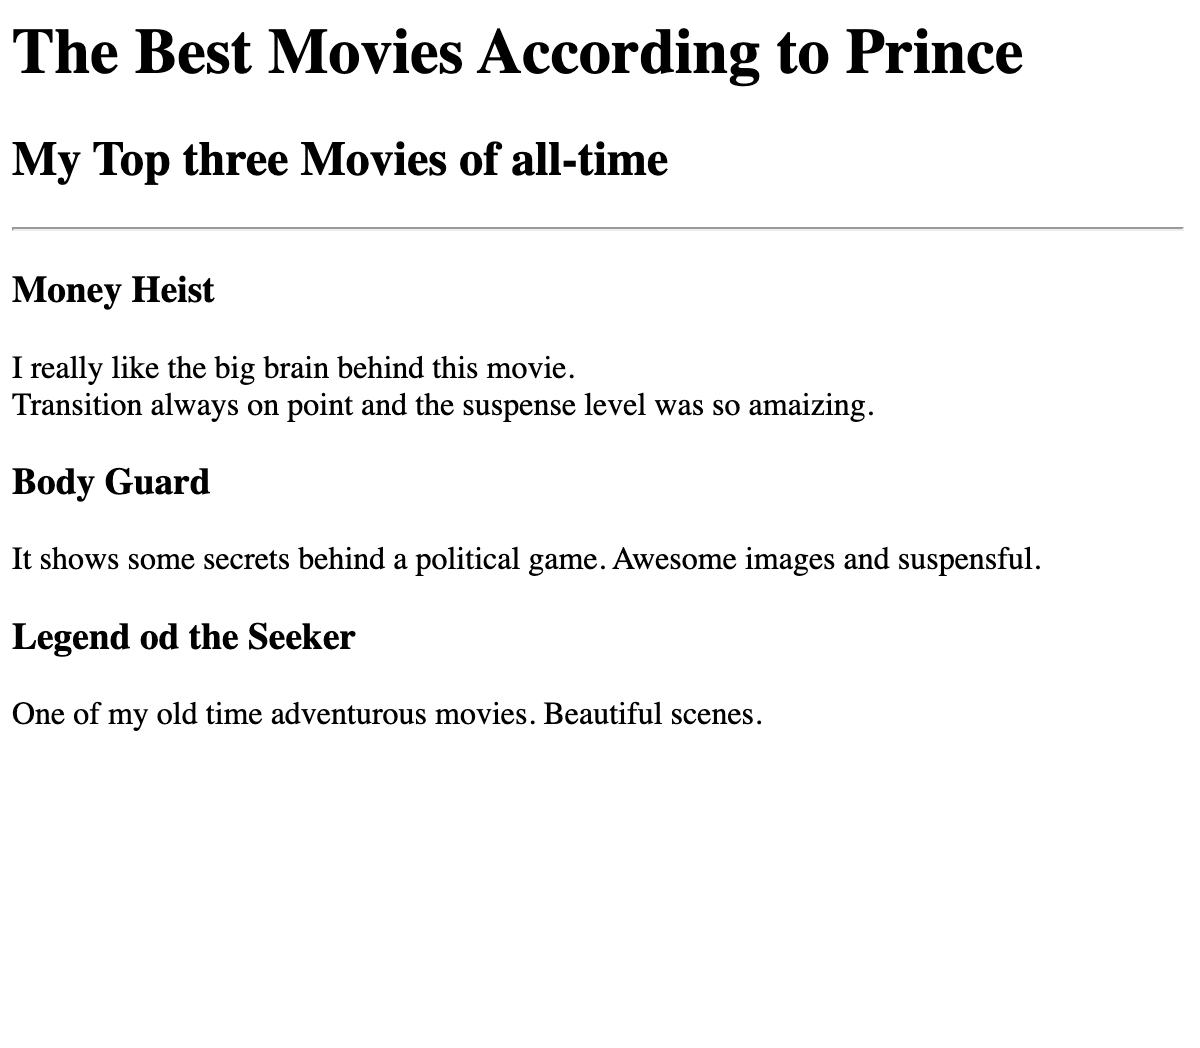 The Best Movies According to Prince
My Top three Movies of all-time
Money Heist
I really like the big brain behind this movie.
Transition always on point and the suspense level was so amaizing.
Body Guard
It shows some secrets behind a political game. Awesome images and suspensful.
Legend od the Seeker
One of my old time adventurous movies. Beautiful scenes.